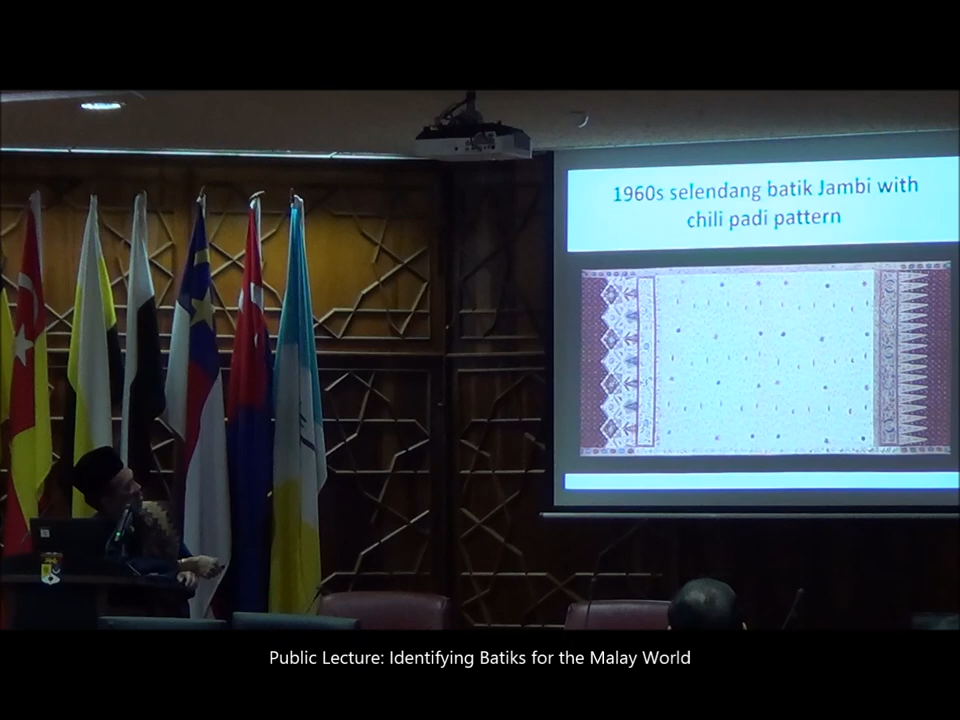 1960s selendang batik Jambi with
chili padi pattern
Public Lecture: Identifying Batiks for the Malay World